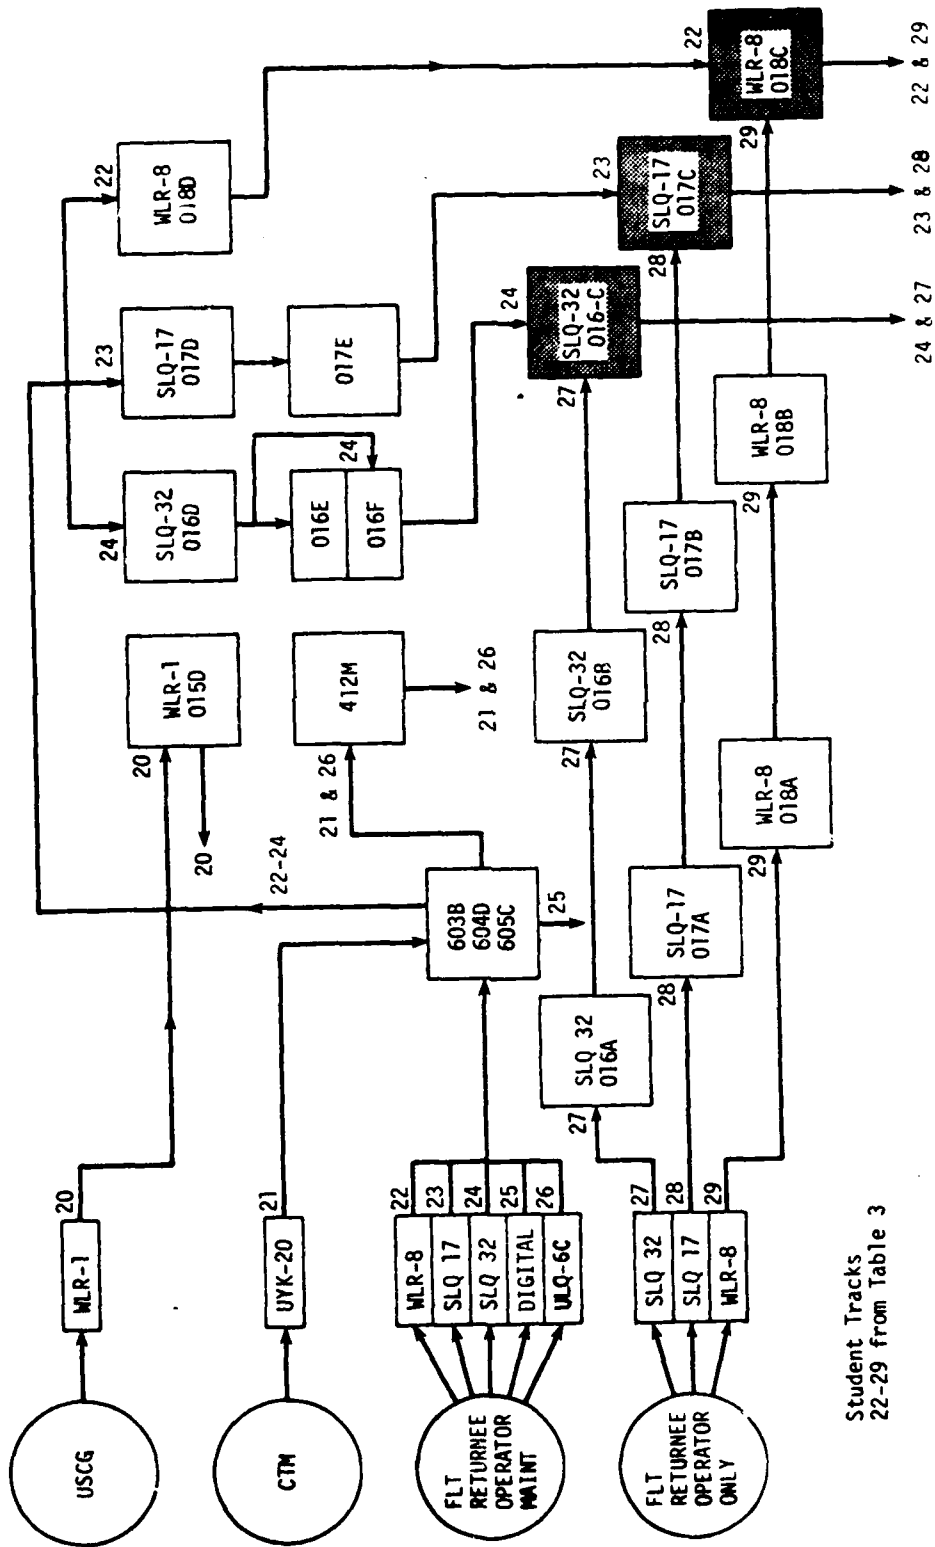 USCG
WLR-1
20
20
WLR-1
015D
20
CTM
UYK-20
21
22-24
24
SLQ-32
016D
23
SLQ-17
017D
22
WLR-8
018D
FLT
RETURNEE
OPERATOR
MAINT
WLR-8
22
SLQ 17
23
SLQ 32
24
DIGITAL
25
ULQ-6C
26
603B
604D
605C
25
21 & 26
412M
21 & 26
016E
016F
24
017E
FLT
RETURNEE
OPERATOR
ONLY
SLQ 32
27
SLQ 17
28
WLR-8
29
27
SLQ 32
016A
27
SLQ-32
016B
27
24
SLQ-32
016-C
24 & 27
28
SLQ-17
017A
28
SLQ-17
017B
28
23
SLQ-17
017C
23 & 28
29
WLR-8
018A
29
WLR-8
018B
29
22
WLR-8
018C
22 & 29
Student Tracks
22-29 from Table 3